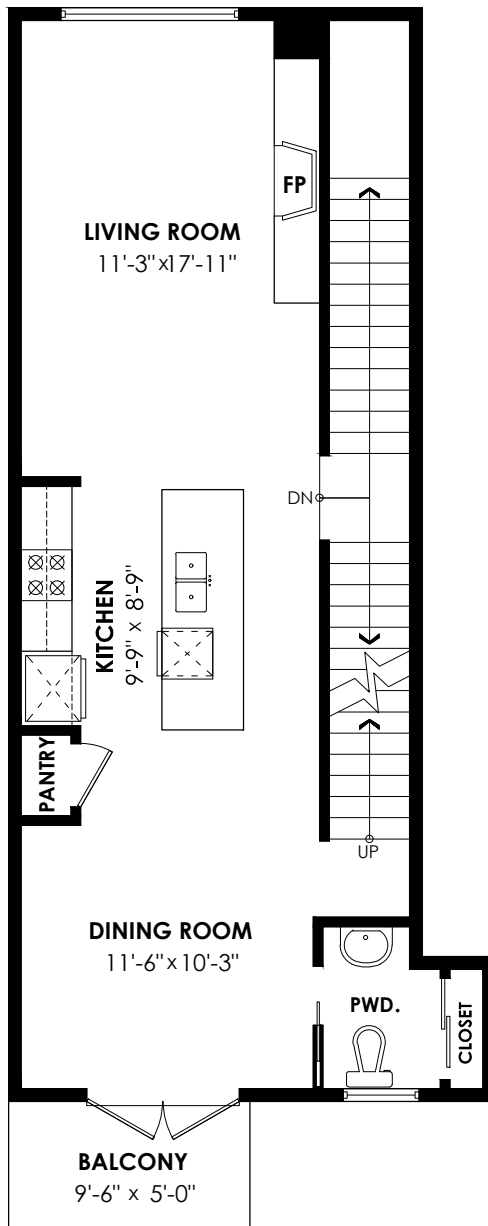 FP
LIVING ROOM
11'-3"x17'-11"
DN
KITCHEN
9'-9" x 8'-9"
PANTRY
UP
DINING ROOM
11'-6"x10'-3"
PWD.
CLOSET
BALCONY
9'-6" x 5'-0"